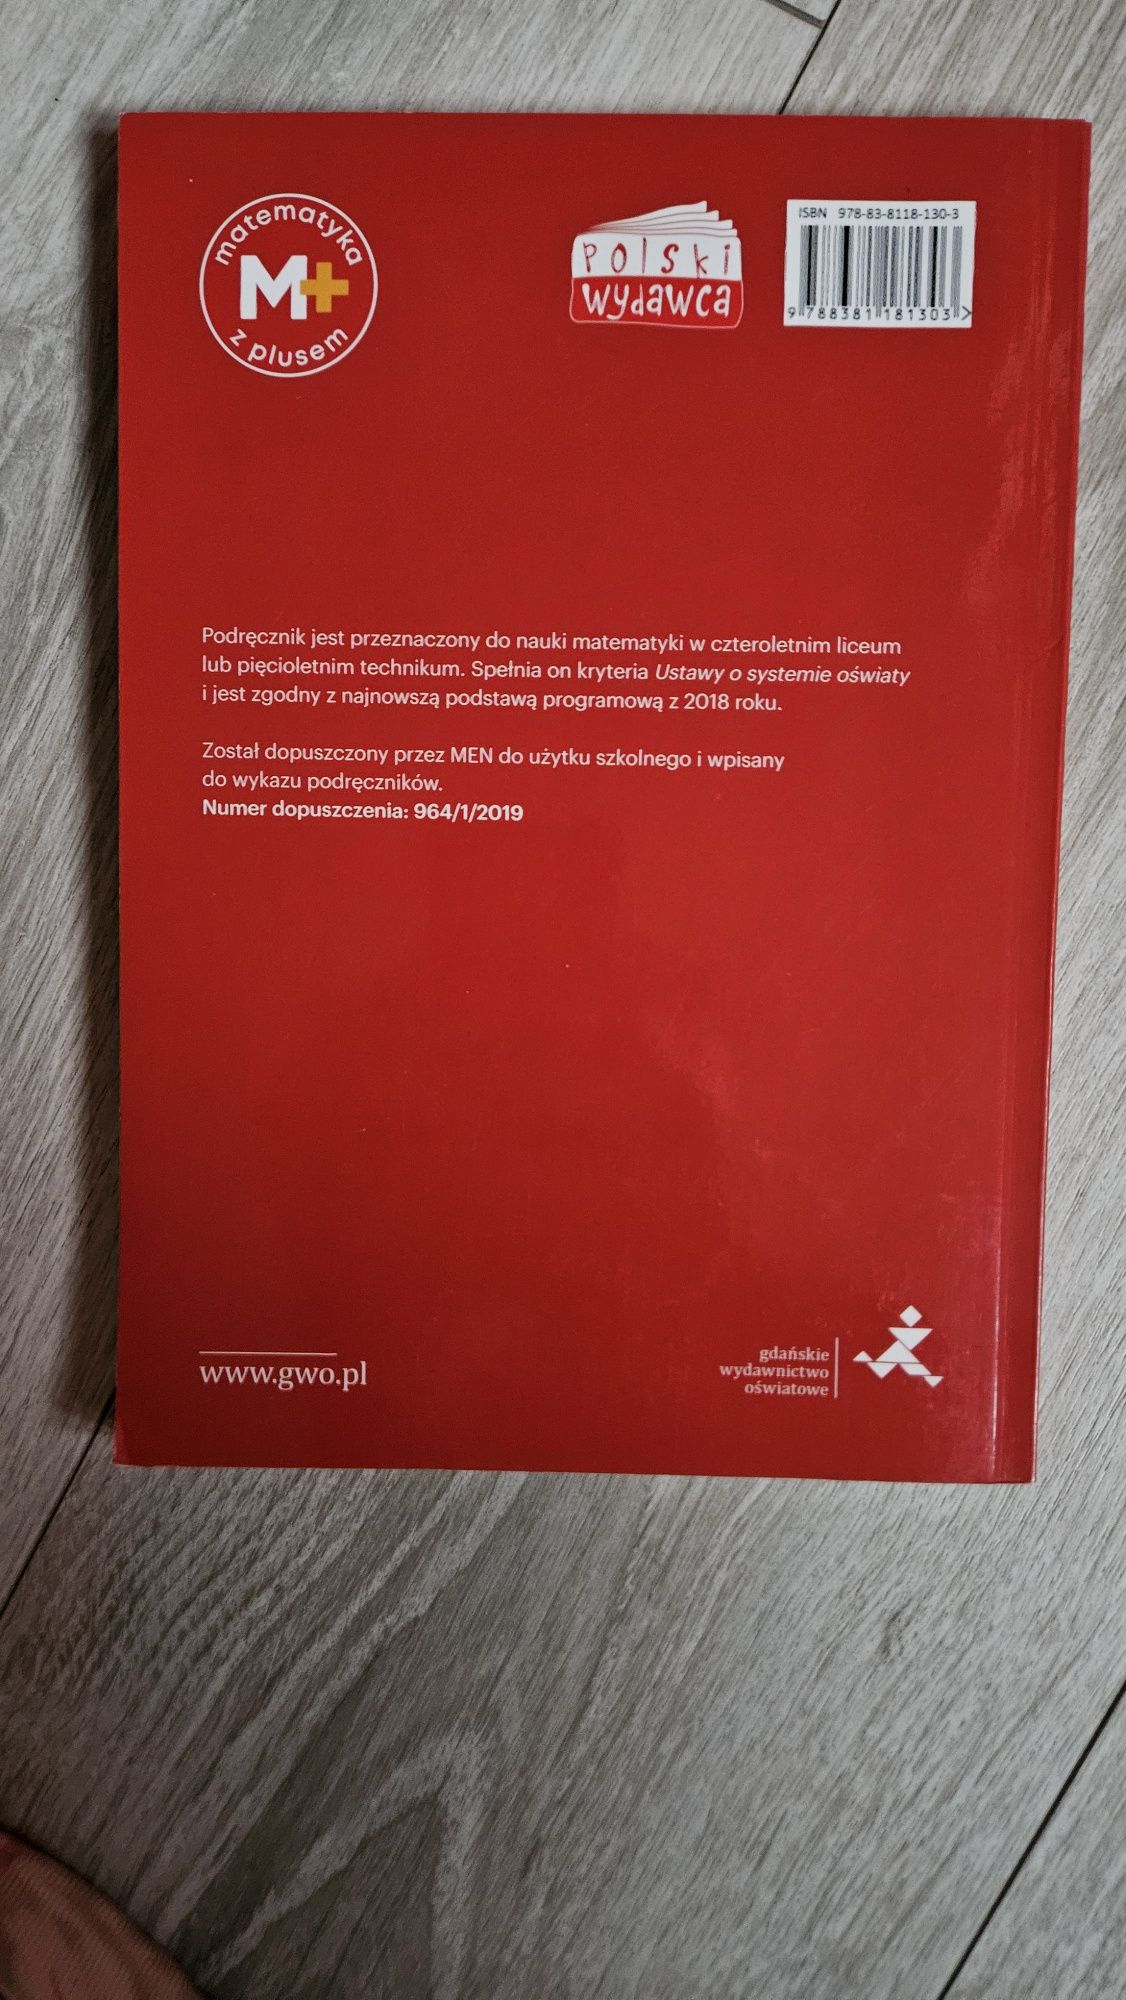 matematyka
M+
z plusem
POlSki
wydawca
ISBN 978-83-8118-130-3
9 788381 181303 >
Podręcznik jest przeznaczony do nauki matematyki w czteroletnim liceum
lub pięcioletnim technikum. Spełnia on kryteria Ustawy o systemie oświaty
i jest zgodny z najnowszą podstawą programową z 2018 roku.
Został dopuszczony przez MEN do użytku szkolnego i wpisany
do wykazu podręczników.
Numer dopuszczenia: 964/1/2019
www.gwo.pl
gdańskie
wydawnictwo
oświatowe